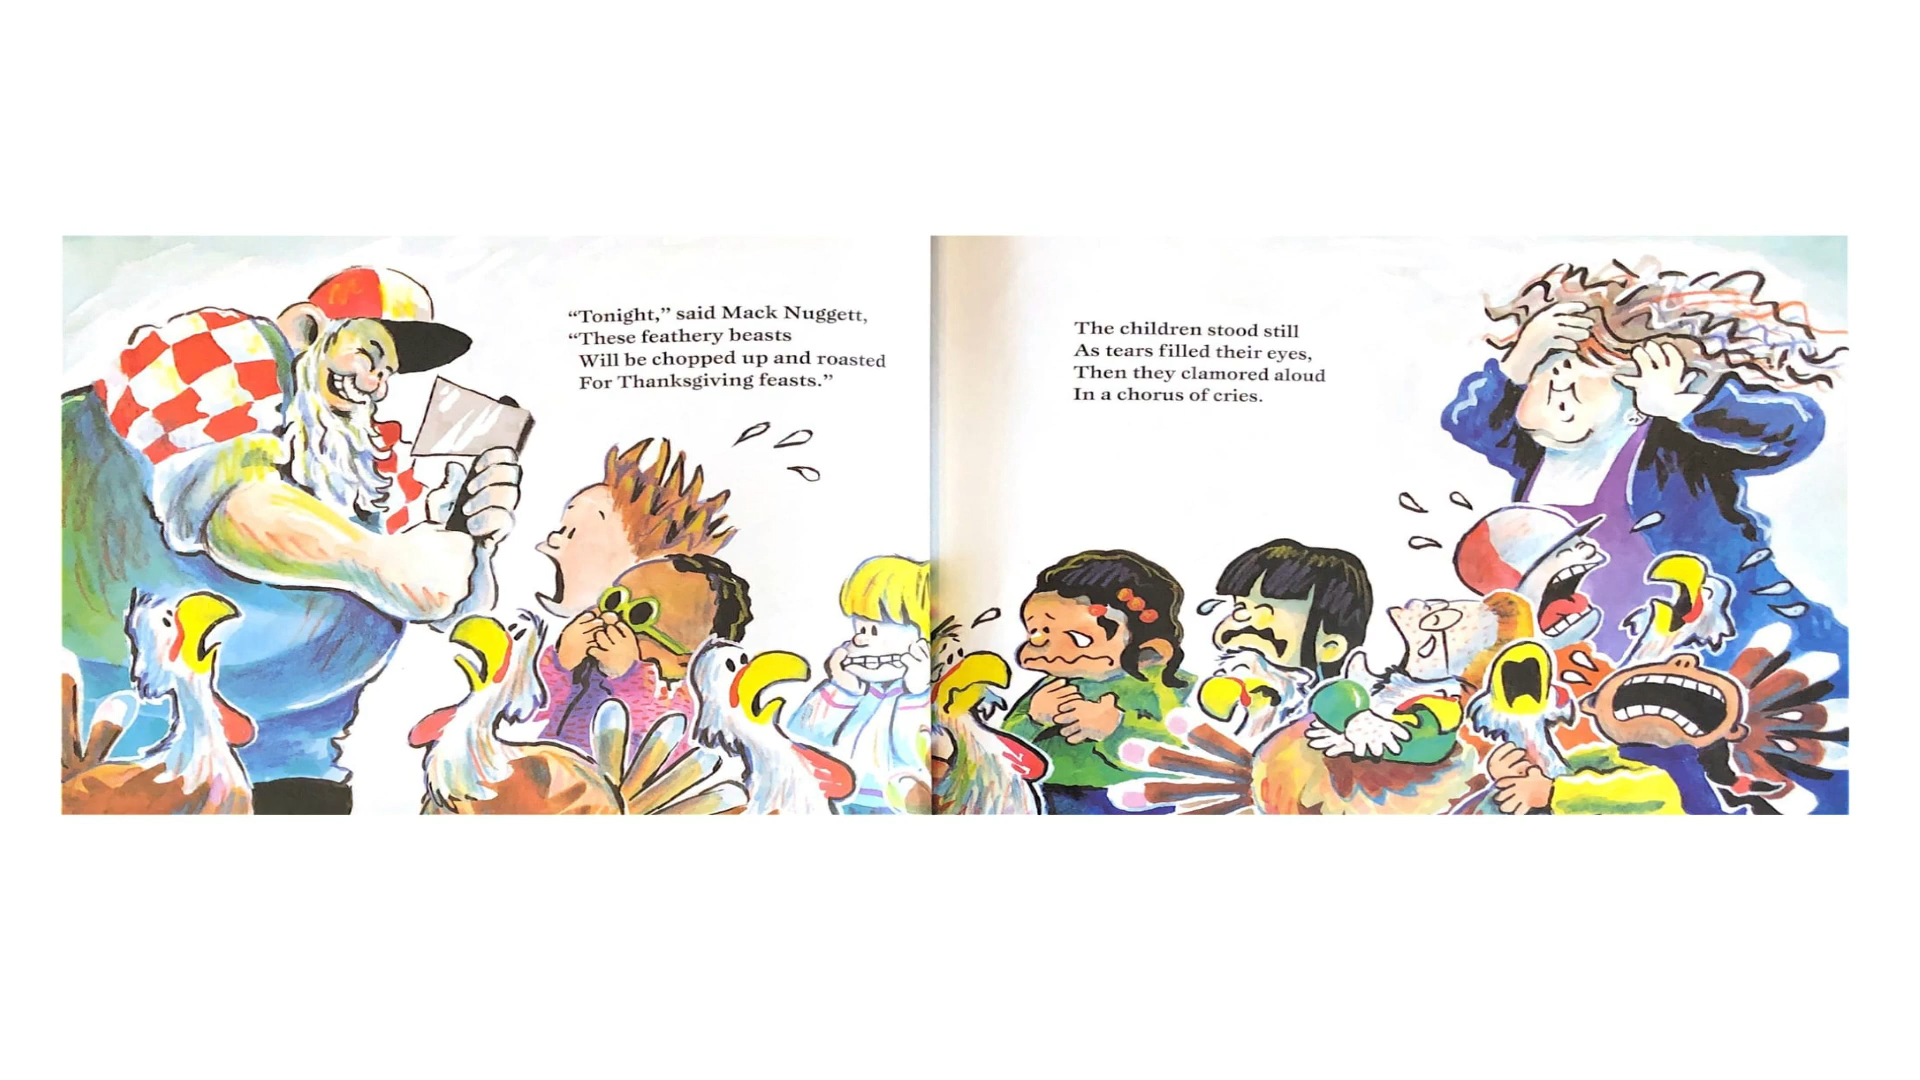 “Tonight,” said Mack Nuggett,
“These feathery beasts
Will be chopped up and roasted
For Thanksgiving feasts.”
The children stood still
As tears filled their eyes,
Then they clamored aloud
In a chorus of cries.